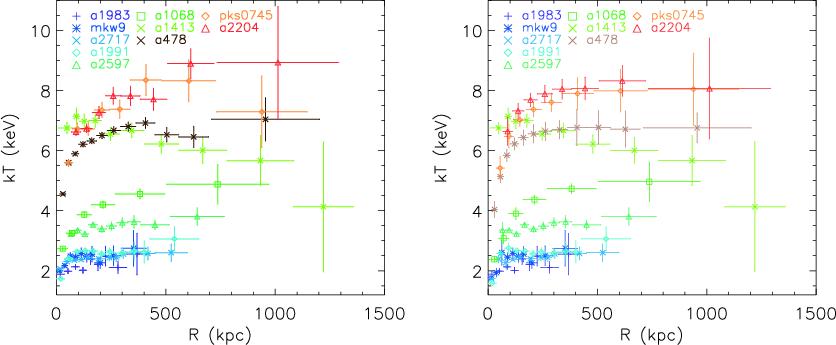 a1983 a1068 pks0745
mkw9 a1413 a2204
a2717 a478
a1991
a2597
10
8
6
4
2
kT (keV)
0 500 1000 1500
R (kpc)
a1983 a1068 pks0745
mkw9 a1413 a2204
a2717 a478
a1991
a2597
10
8
6
4
2
kT (keV)
0 500 1000 1500
R (kpc)